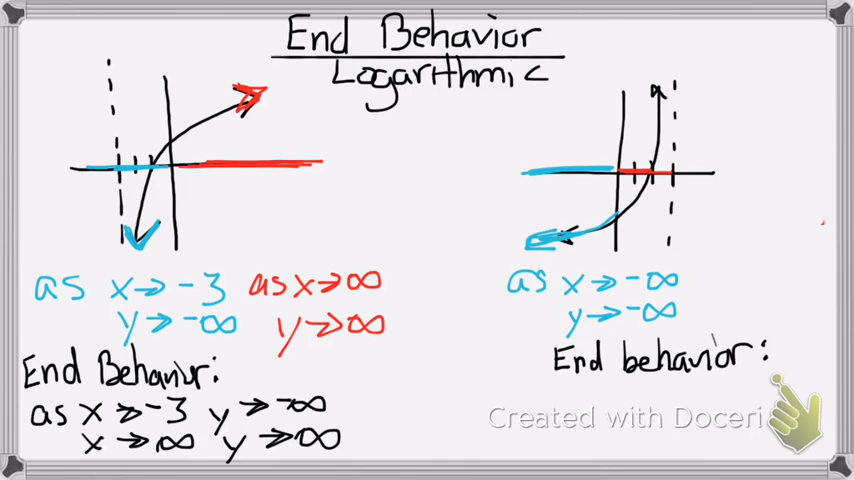 End Behavior
Logarithmic
as x → -3 as x → ∞
y → -∞ y → ∞
End Behavior:
as x → -3 y → -∞
x → ∞ y → ∞
as x → -∞
y → -∞
End behavior:
Created with Doceri